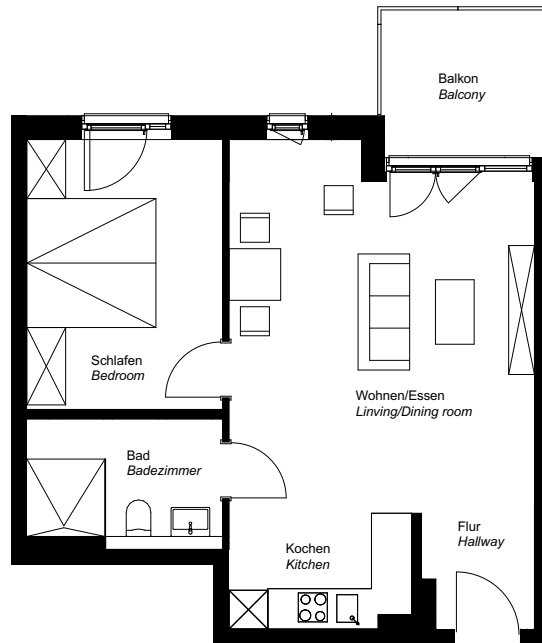 Balkon
Balcony
Schlafen
Bedroom
Wohnen/Essen
Linving/Dining room
Bad
Badezimmer
Flur
Hallway
Kochen
Kitchen